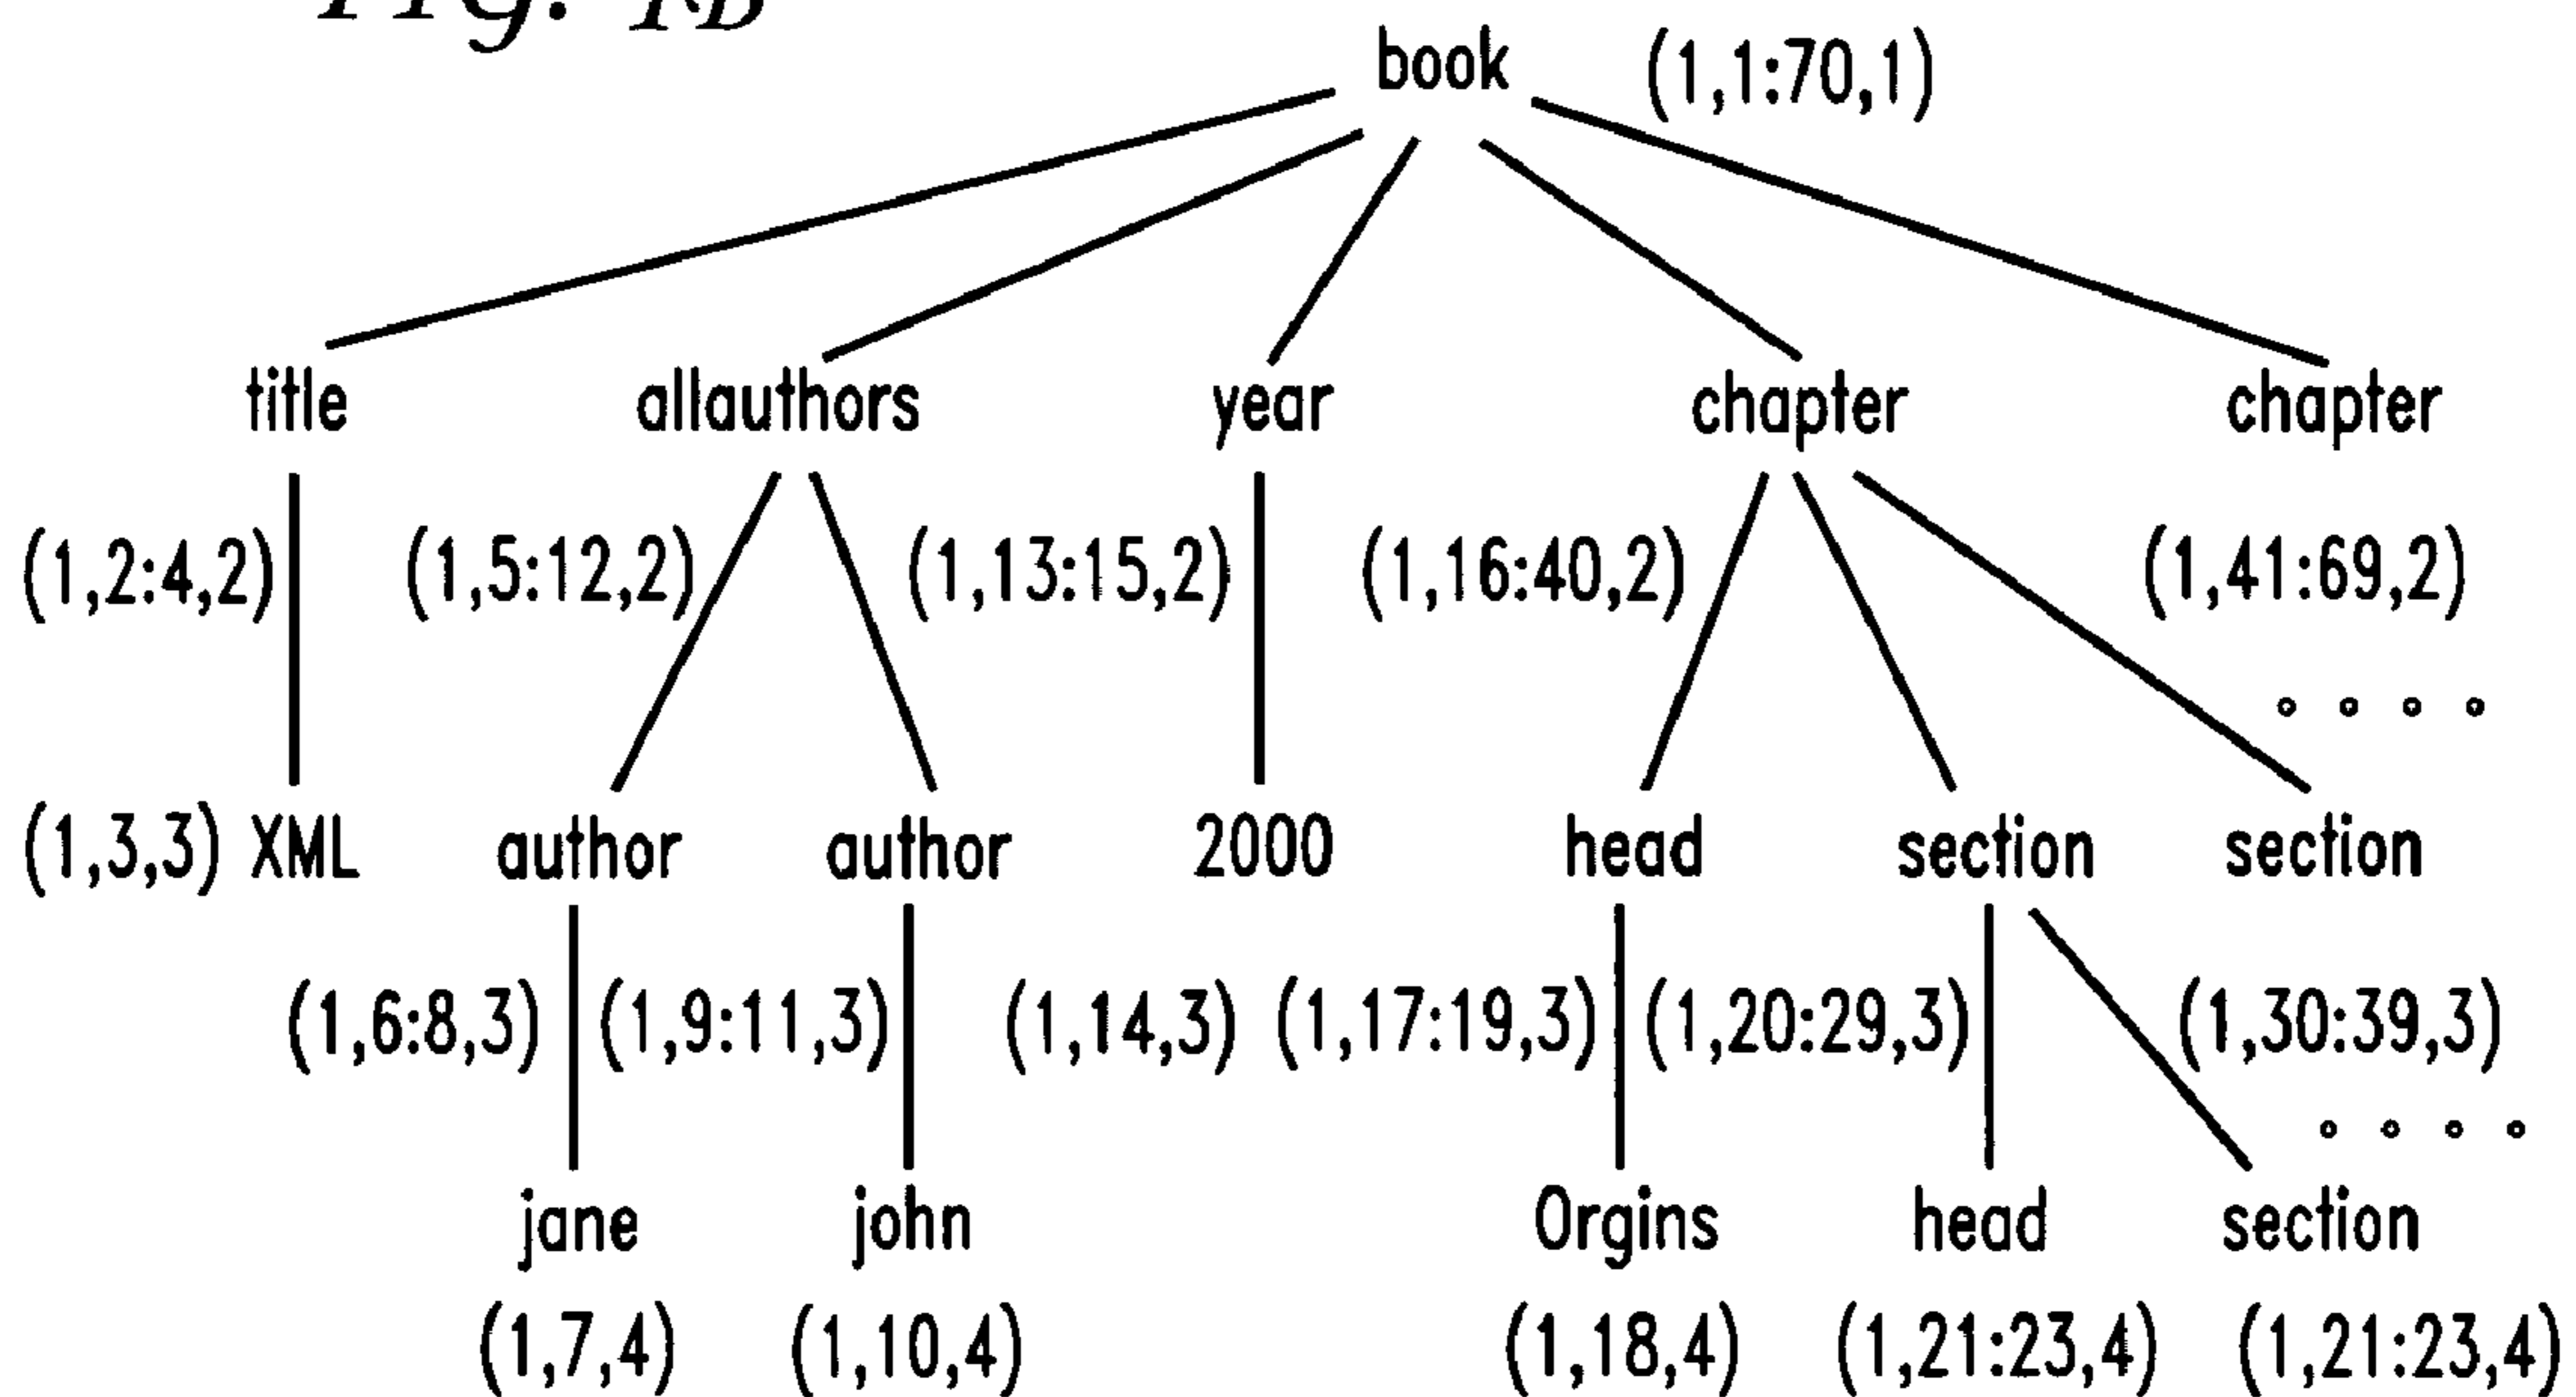 FIG. 1B
book (1,1:70,1)
title allauthors year chapter chapter
(1,2:4,2) (1,5:12,2) (1,13:15,2) (1,16:40,2) (1,41:69,2)
(1,3,3) XML author author 2000 head section section
(1,6:8,3) (1,9:11,3) (1,14,3) (1,17:19,3) (1,20:29,3) (1,30:39,3)
jane john Orgins head section
(1,7,4) (1,10,4) (1,18,4) (1,21:23,4) (1,21:23,4)